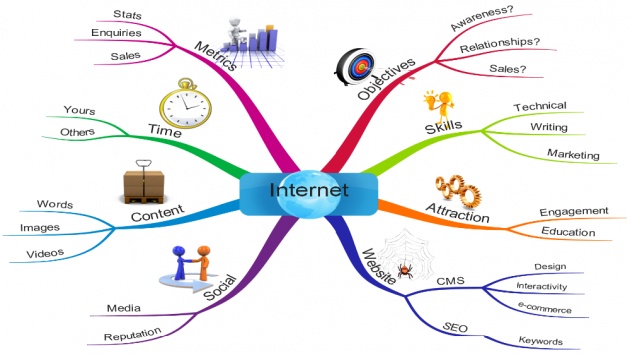 Internet
Objectives
Awareness?
Relationships?
Sales?
Skills
Technical
Writing
Marketing
Attraction
Engagement
Education
Website
CMS
Design
Interactivity
e-commerce
SEO
Keywords
Social
Media
Reputation
Content
Words
Images
Videos
Time
Yours
Others
Metrics
Stats
Enquiries
Sales